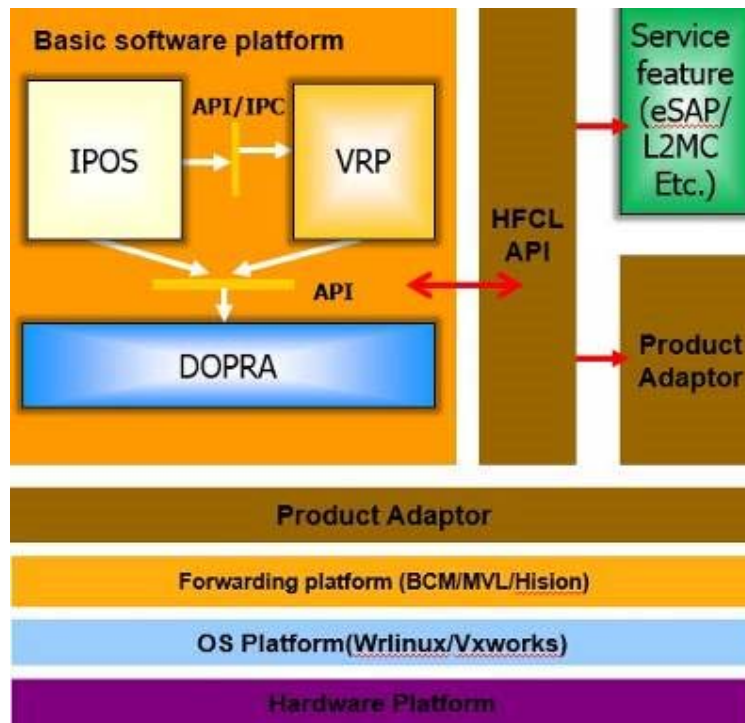 Basic software platform
API/IPC
IPOS
VRP
API
DOPRA
HFCL
API
Service
feature
(eSAP/
L2MC
Etc.)
Product
Adaptor
Product Adaptor
Forwarding platform (BCM/MVL/Hision)
OS Platform(Wrlinux/Vxworks)
Hardware Platform